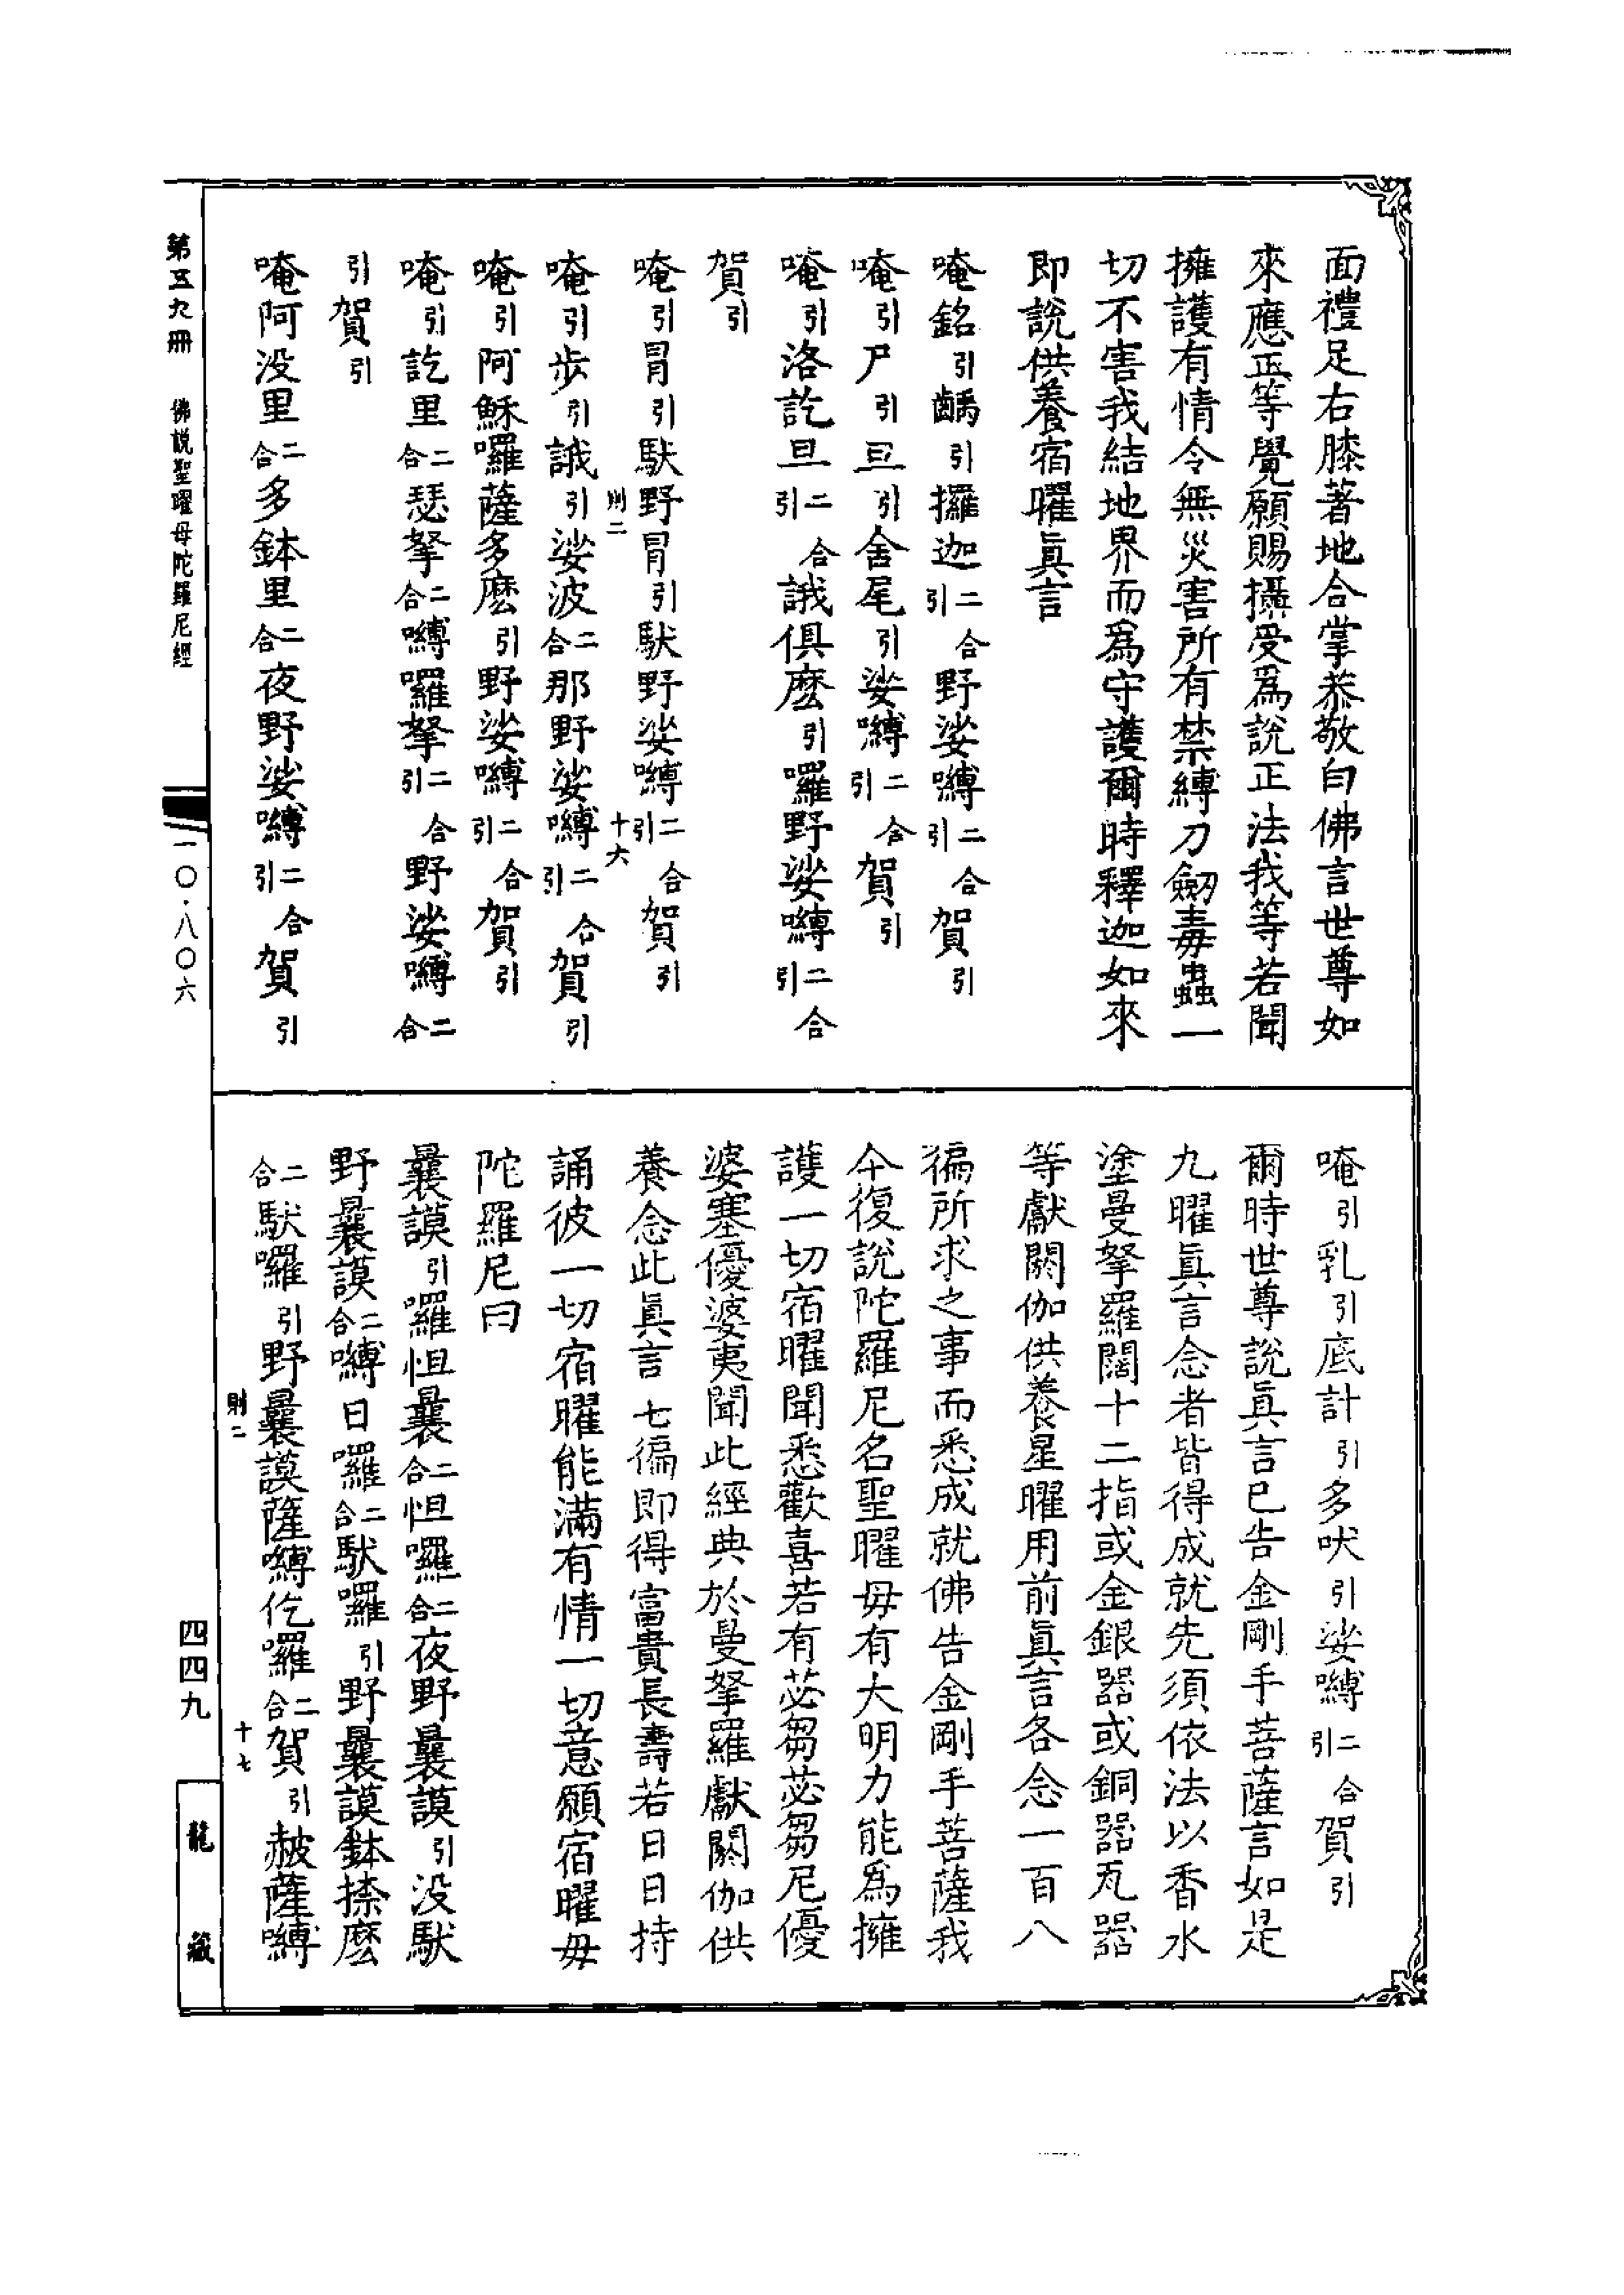 面禮足右膝著地合掌恭敬白佛言世尊如
來應正等覺願賜攝受爲說正法我等若聞
擁護有情令無災害所有禁縛刀劒毒蟲一
切不害我結地界而爲守護爾時釋迦如來
即說供養宿曜眞言
唵銘引齲引攞迦二合引野娑嚩二合引賀引
唵引尸引旦引舍尾引娑嚩二合引賀引
唵引洛訖旦二合引誐俱麽引囉野娑嚩二合引
賀引
唵引冐引馱野冐引馱野娑嚩二合引賀引
則二 十六
唵引步引誐引娑波二合那野娑嚩二合引賀引
唵引阿穌囉薩多麽引野娑嚩二合引賀引
唵引訖里二合瑟拏二合嚩囉拏二合引野娑嚩二合
引賀引
唵阿没里二合多鉢里二合夜野娑嚩二合引賀引
唵引乳引底計引多吠引娑嚩二合引賀引
爾時世尊說眞言已告金剛手菩薩言如是
九曜眞言念者皆得成就先須依法以香水
塗曼拏羅闊十二指或金銀器或銅器瓦器
等獻閼伽供養星曜用前眞言各念一百八
徧所求之事而悉成就佛告金剛手菩薩我
今復說陀羅尼名聖曜母有大明力能爲擁
護一切宿曜聞悉歡喜若有苾芻苾芻尼優
婆塞優婆夷聞此經典於曼拏羅獻閼伽供
養念此眞言七徧即得富貴長壽若日日持
誦彼一切宿曜能滿有情一切意願宿曜母
陀羅尼曰
曩謨引囉怛曩二合怛囉二合夜野曩謨引没馱
野曩謨二合嚩日囉二合馱囉引野曩謨鉢捺麽
二合馱囉引野曩謨薩嚩仡囉二合賀引赧薩嚩
則二 十七
第五九冊 佛說聖曜母陀羅尼經
一〇·八〇六
四四九
龍藏